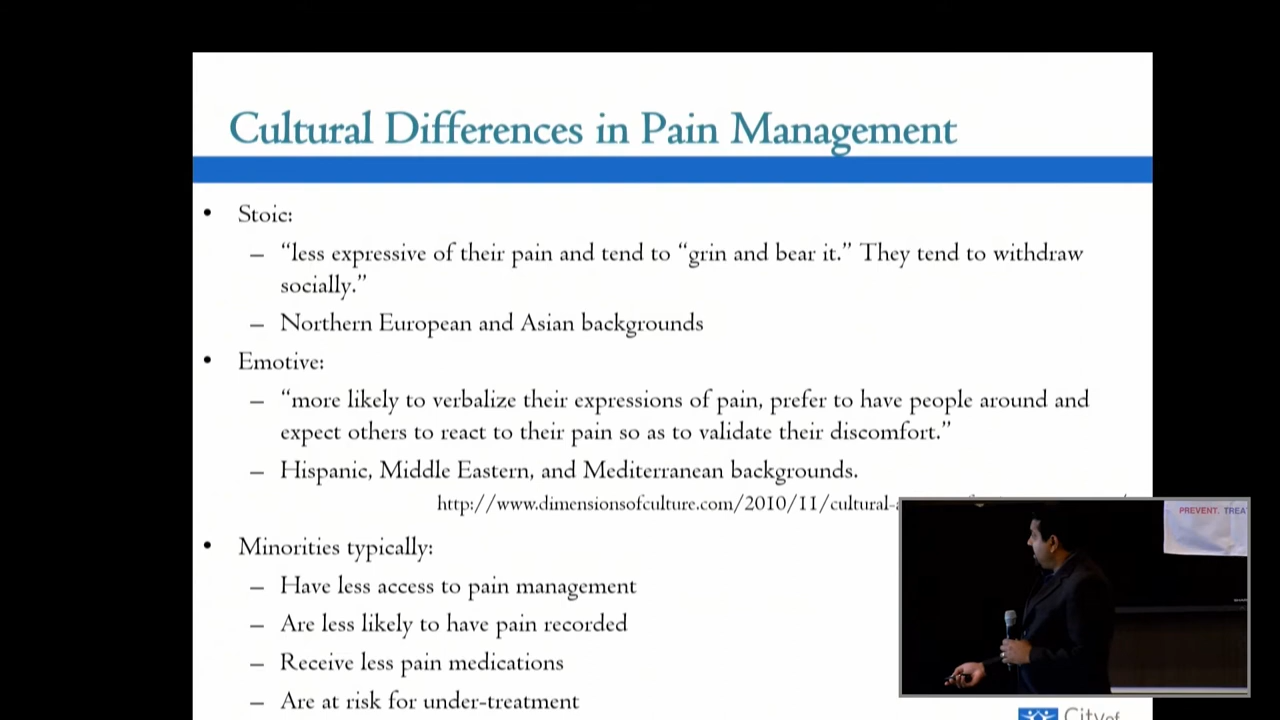 Cultural Differences in Pain Management
• Stoic:
– “less expressive of their pain and tend to “grin and bear it.” They tend to withdraw
socially.”
– Northern European and Asian backgrounds
• Emotive:
– “more likely to verbalize their expressions of pain, prefer to have people around and
expect others to react to their pain so as to validate their discomfort.”
– Hispanic, Middle Eastern, and Mediterranean backgrounds.
http://www.dimensionsofculture.com/2010/11/cultural-
PREVENT. TREA
• Minorities typically:
– Have less access to pain management
– Are less likely to have pain recorded
– Receive less pain medications
– Are at risk for under-treatment
City of